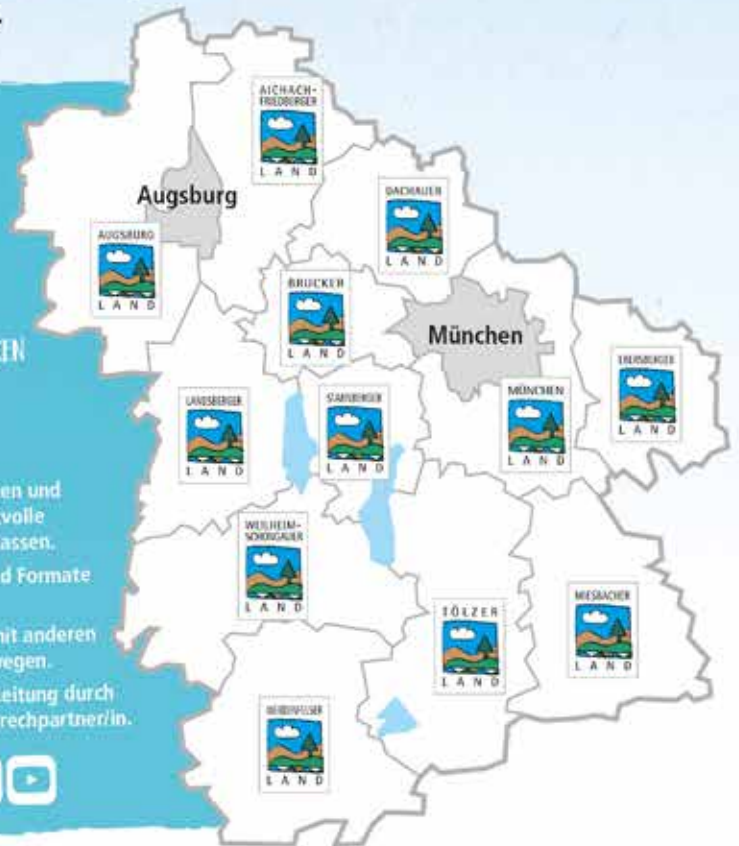 AICHACH-
FRIEDBERGER
LAND
Augsburg
DACHAUER
LAND
AUGSBURG
LAND
BRUCKER
LAND
München
EBERSBERGER
LAND
LANDSBERGER
LAND
STARNBERGER
LAND
MÜNCHEN
LAND
WEILHEIM-
SCHONGAUER
LAND
TÖLZER
LAND
MIESBACHER
LAND
WERDENFELSER
LAND
en und
volle
assen.
d Formate
nit anderen
wegen.
leitung durch
rechpartner/in.